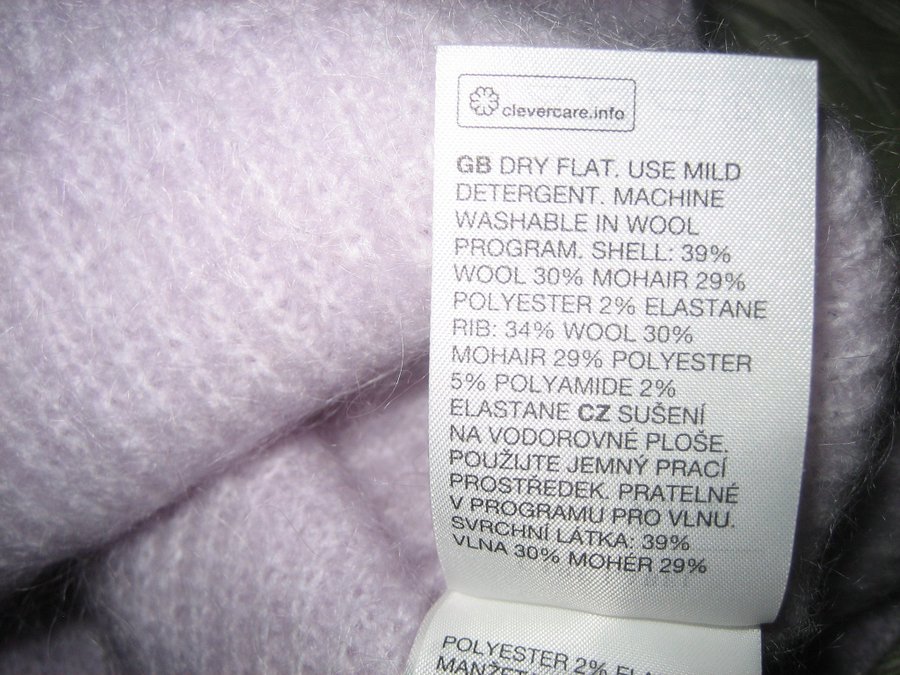 clevercare.info
GB DRY FLAT. USE MILD
DETERGENT. MACHINE
WASHABLE IN WOOL
PROGRAM. SHELL: 39%
WOOL 30% MOHAIR 29%
POLYESTER 2% ELASTANE
RIB: 34% WOOL 30%
MOHAIR 29% POLYESTER
5% POLYAMIDE 2%
ELASTANE CZ SUŠENÍ
NA VODOROVNÉ PLOŠE.
POUŽIJTE JEMNÝ PRACÍ
PROSTREDEK. PRATELNÉ
V PROGRAMU PRO VLNU.
SVRCHNÍ LÁTKA: 39%
VLNA 30% MOHÉR 29%
POLYESTER 2%